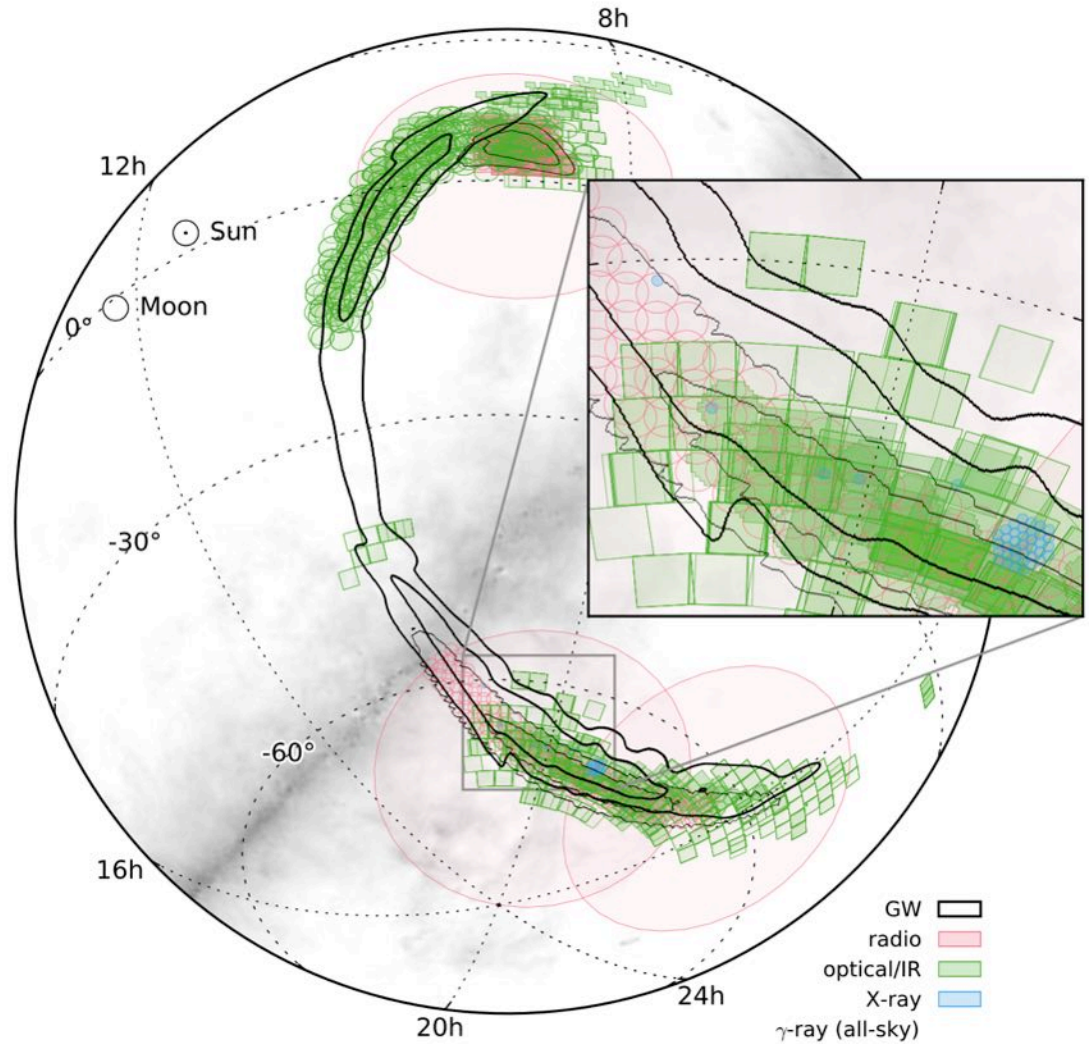 8h
12h
Sun
Moon
0°
-30°
-60°
16h
20h
24h
GW
radio
optical/IR
X-ray
γ-ray (all-sky)